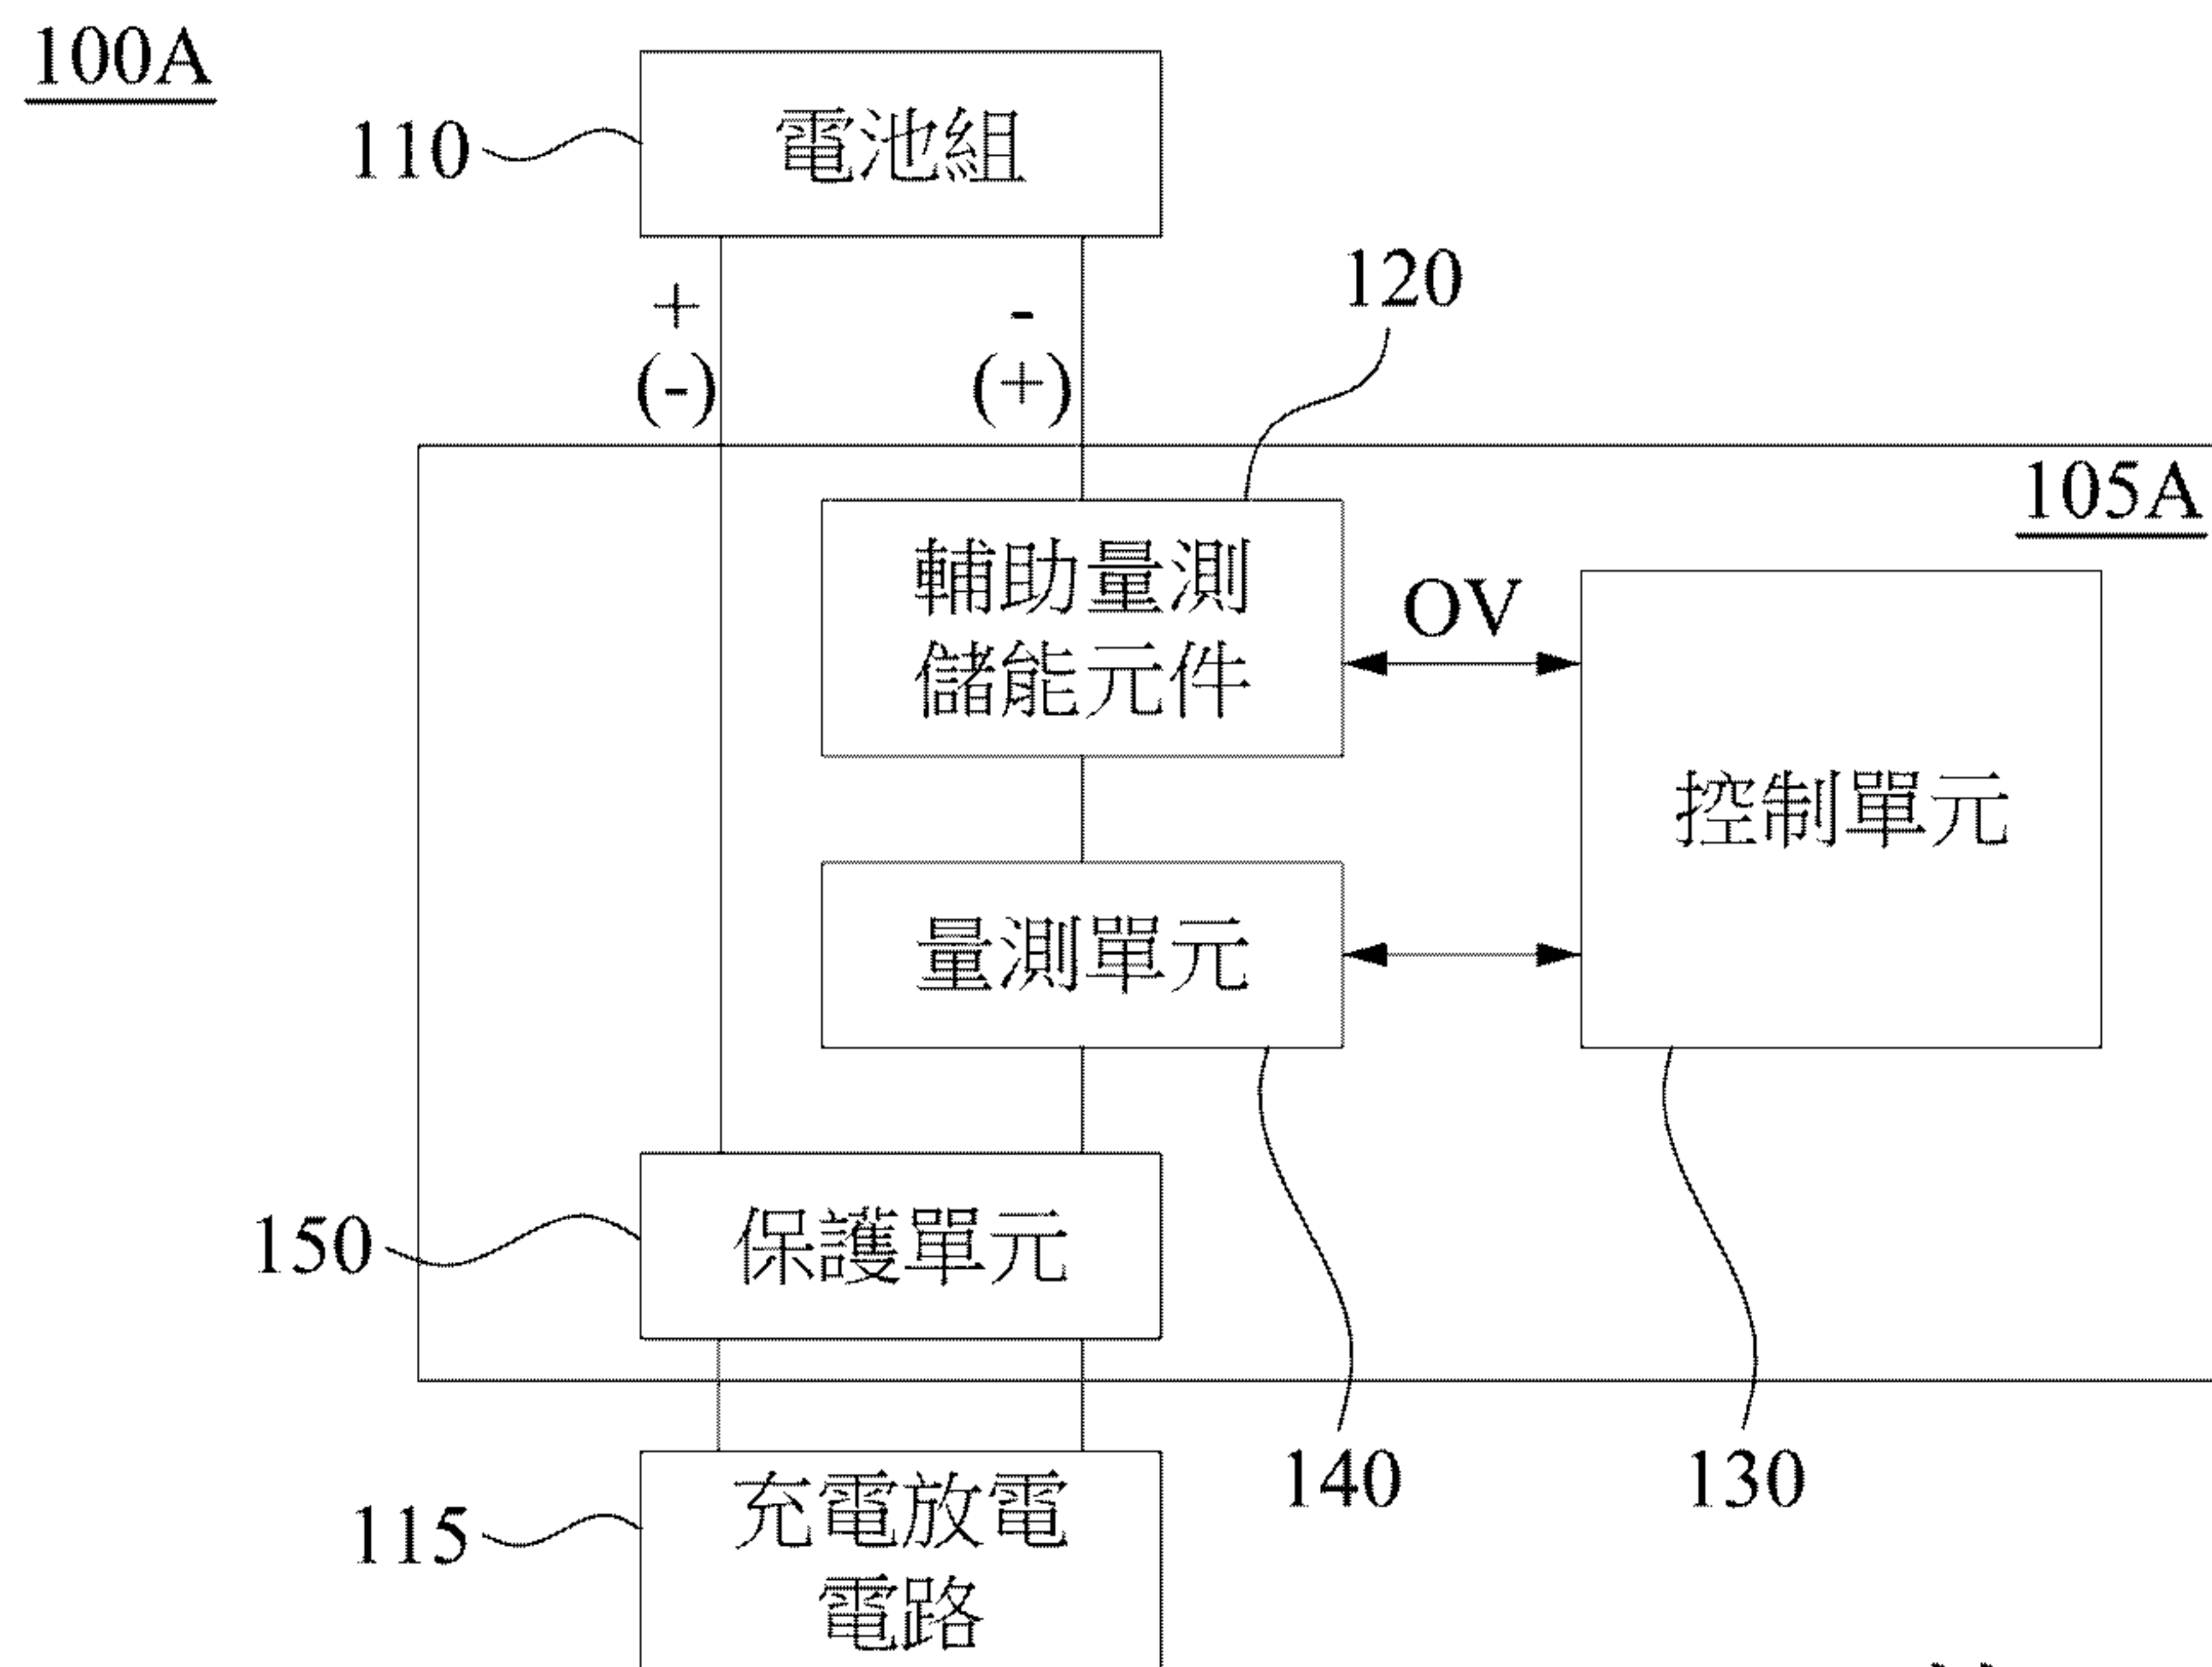 100A
110
電池組
+
-
(-)
(+)
120
105A
輔助量測
儲能元件
OV
控制單元
量測單元
150
保護單元
140
130
115
充電放電
電路